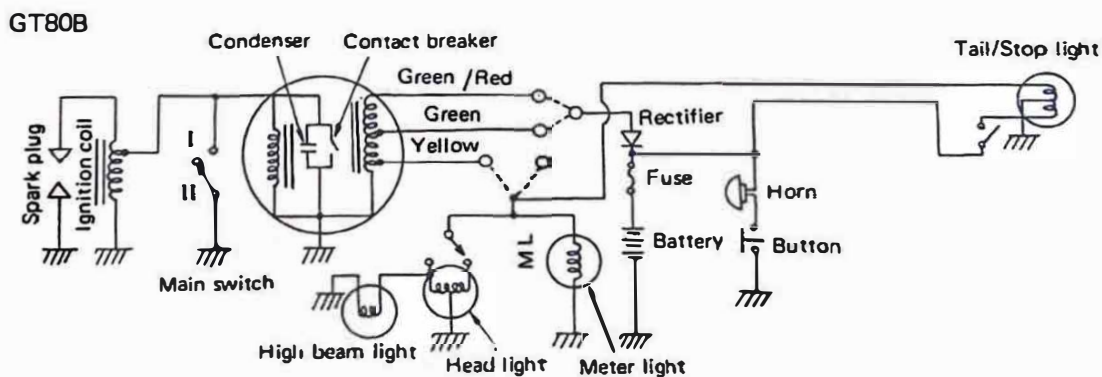 GT80B
Condenser
Contact breaker
Tail/Stop light
Green/Red
Green
Yellow
Rectifier
Spark plug
Ignition coil
I
II
Fuse
Horn
ML
Battery
Button
Main switch
High beam light
Head light
Meter light